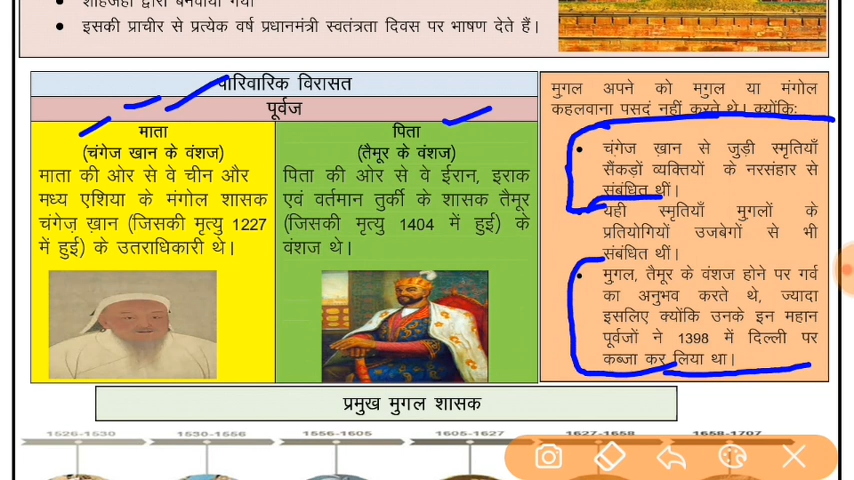 शाहजहाँ द्वारा बनवाया गया
इसकी प्राचीर से प्रत्येक वर्ष प्रधानमंत्री स्वतंत्रता दिवस पर भाषण देते हैं।
पारिवारिक विरासत
पूर्वज
माता
(चंगेज खान के वंशज)
माता की ओर से वे चीन और
मध्य एशिया के मंगोल शासक
चंगेज़ ख़ान (जिसकी मृत्यु 1227
में हुई) के उतराधिकारी थे।
पिता
(तैमूर के वंशज)
पिता की ओर से वे ईरान, इराक
एवं वर्तमान तुर्की के शासक तैमूर
(जिसकी मृत्यु 1404 में हुई) के
वंशज थे।
मुगल अपने को मगुल या मंगोल
कहलवाना पसदं नहीं करते थे। क्योंकि:
चंगेज ख़ान से जुड़ी स्मृतियाँ
सैंकड़ों व्यक्तियों के नरसंहार से
संबंधित थीं।
यही स्मृतियाँ मुगलों के
प्रतियोगियों उजबेगों से भी
संबंधित थीं।
मुगल, तैमूर के वंशज होने पर गर्व
का अनुभव करते थे, ज्यादा
इसलिए क्योंकि उनके इन महान
पूर्वजों ने 1398 में दिल्ली पर
कब्जा कर लिया था।
प्रमुख मुगल शासक
1526-1530 1530-1556 1556-1605 1605-1627 1627-1658 1658-1707